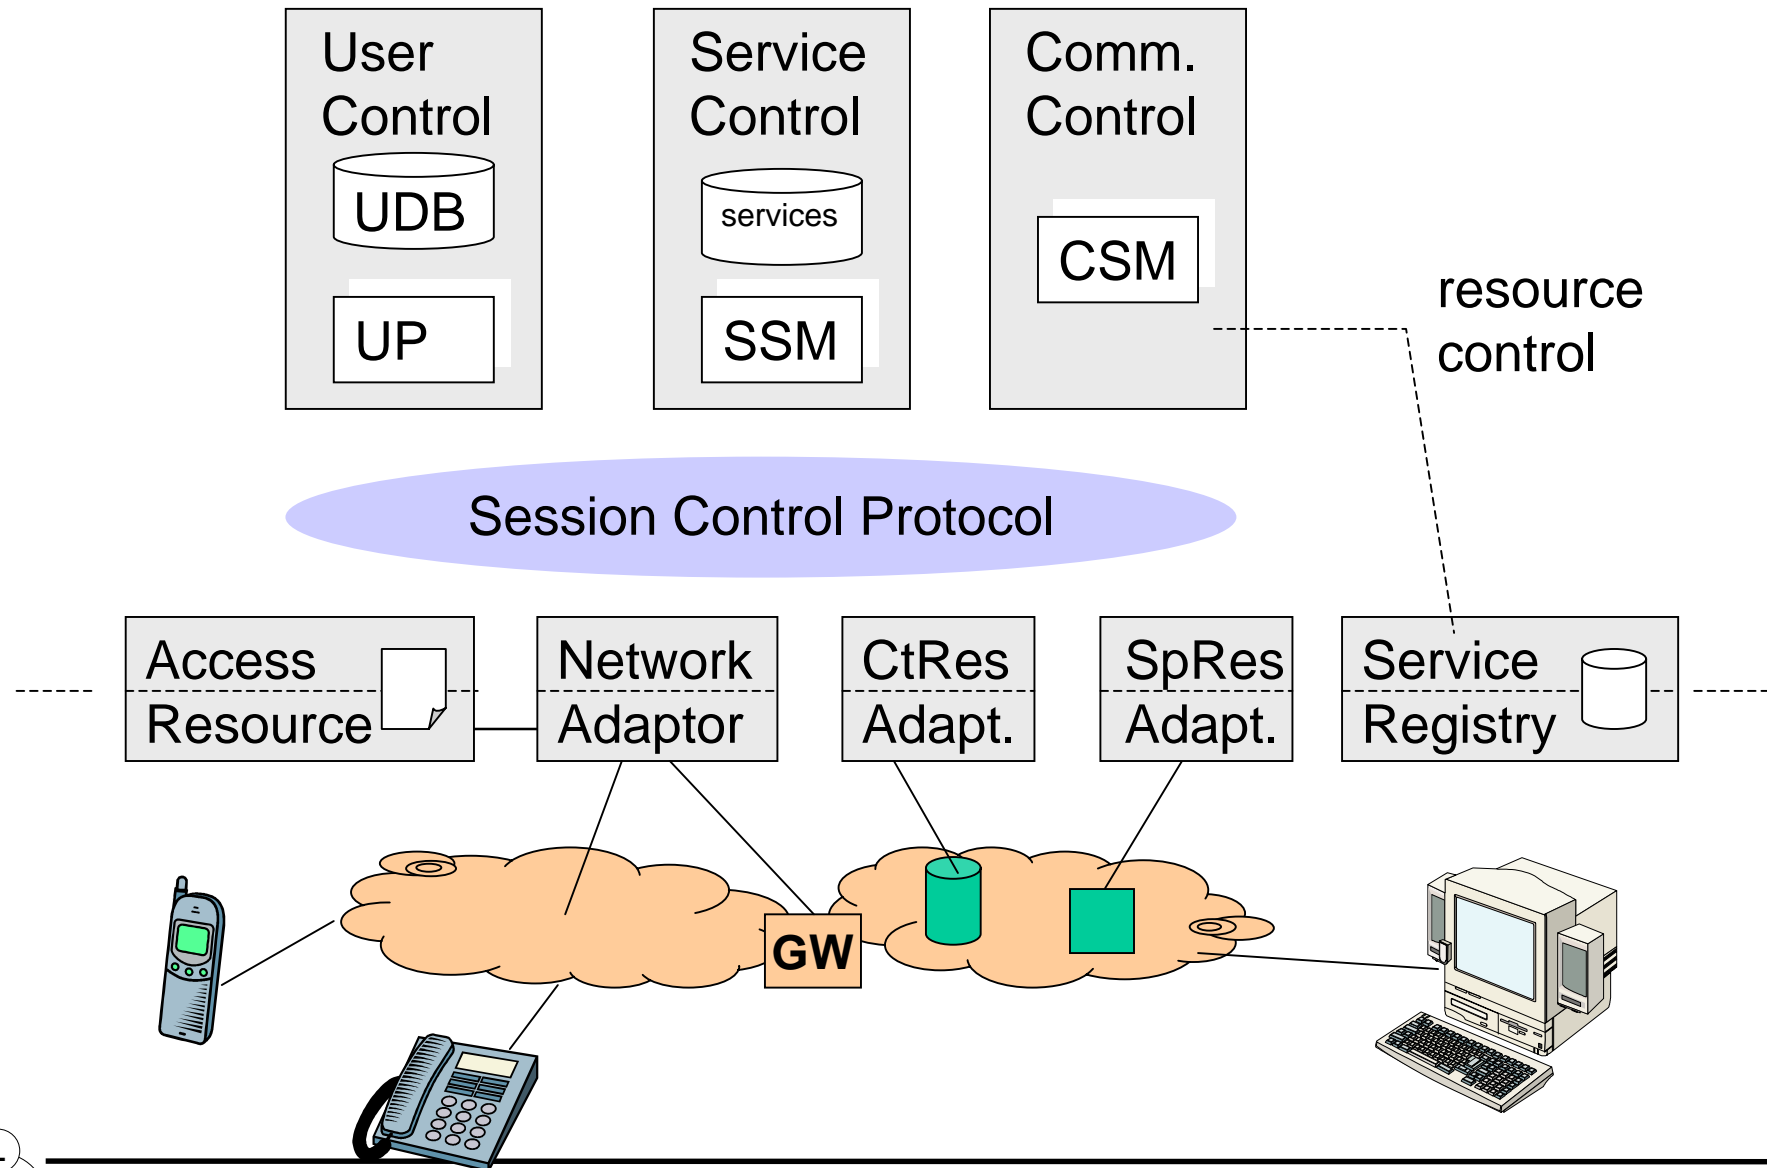 User
Control
UDB
UP
Service
Control
services
SSM
Comm.
Control
CSM
resource
control
Session Control Protocol
Access
Resource
Network
Adaptor
CtRes
Adapt.
SpRes
Adapt.
Service
Registry
GW